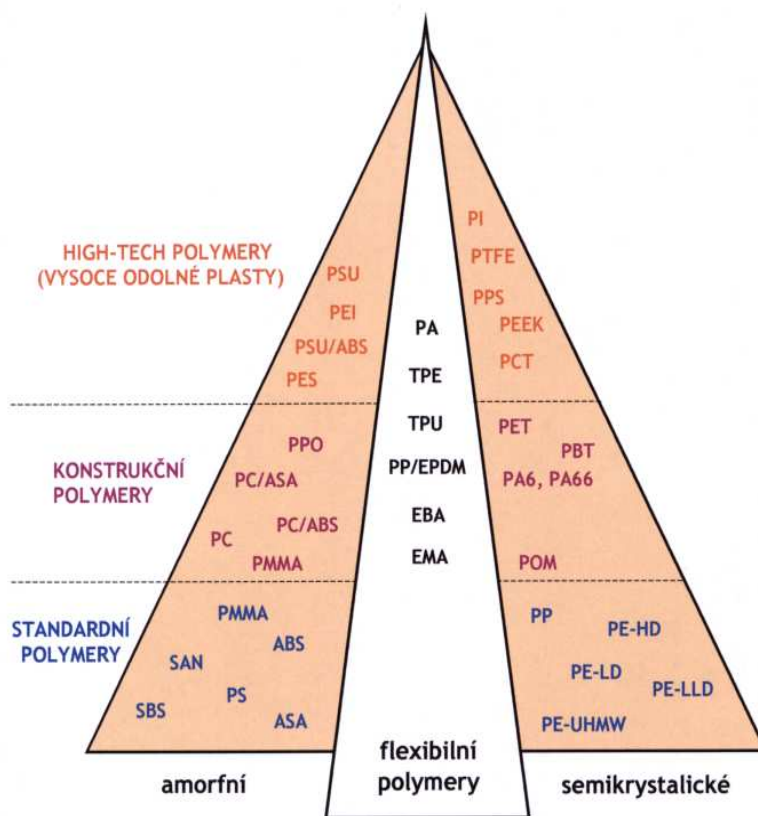 HIGH-TECH POLYMERY
(VYSOCE ODOLNÉ PLASTY)
PSU
PEI
PSU/ABS
PES
PI
PTFE
PPS
PEEK
PCT
PA
TPE
TPU
PP/EPDM
EBA
EMA
KONSTRUKČNÍ
POLYMERY
PPO
PC/ASA
PC/ABS
PC
PMMA
PET
PBT
PA6, PA66
POM
STANDARDNÍ
POLYMERY
PMMA
ABS
SAN
PS
SBS
ASA
PP
PE-HD
PE-LD
PE-LLD
PE-UHMW
amorfní
flexibilní
polymery
semikrystalické